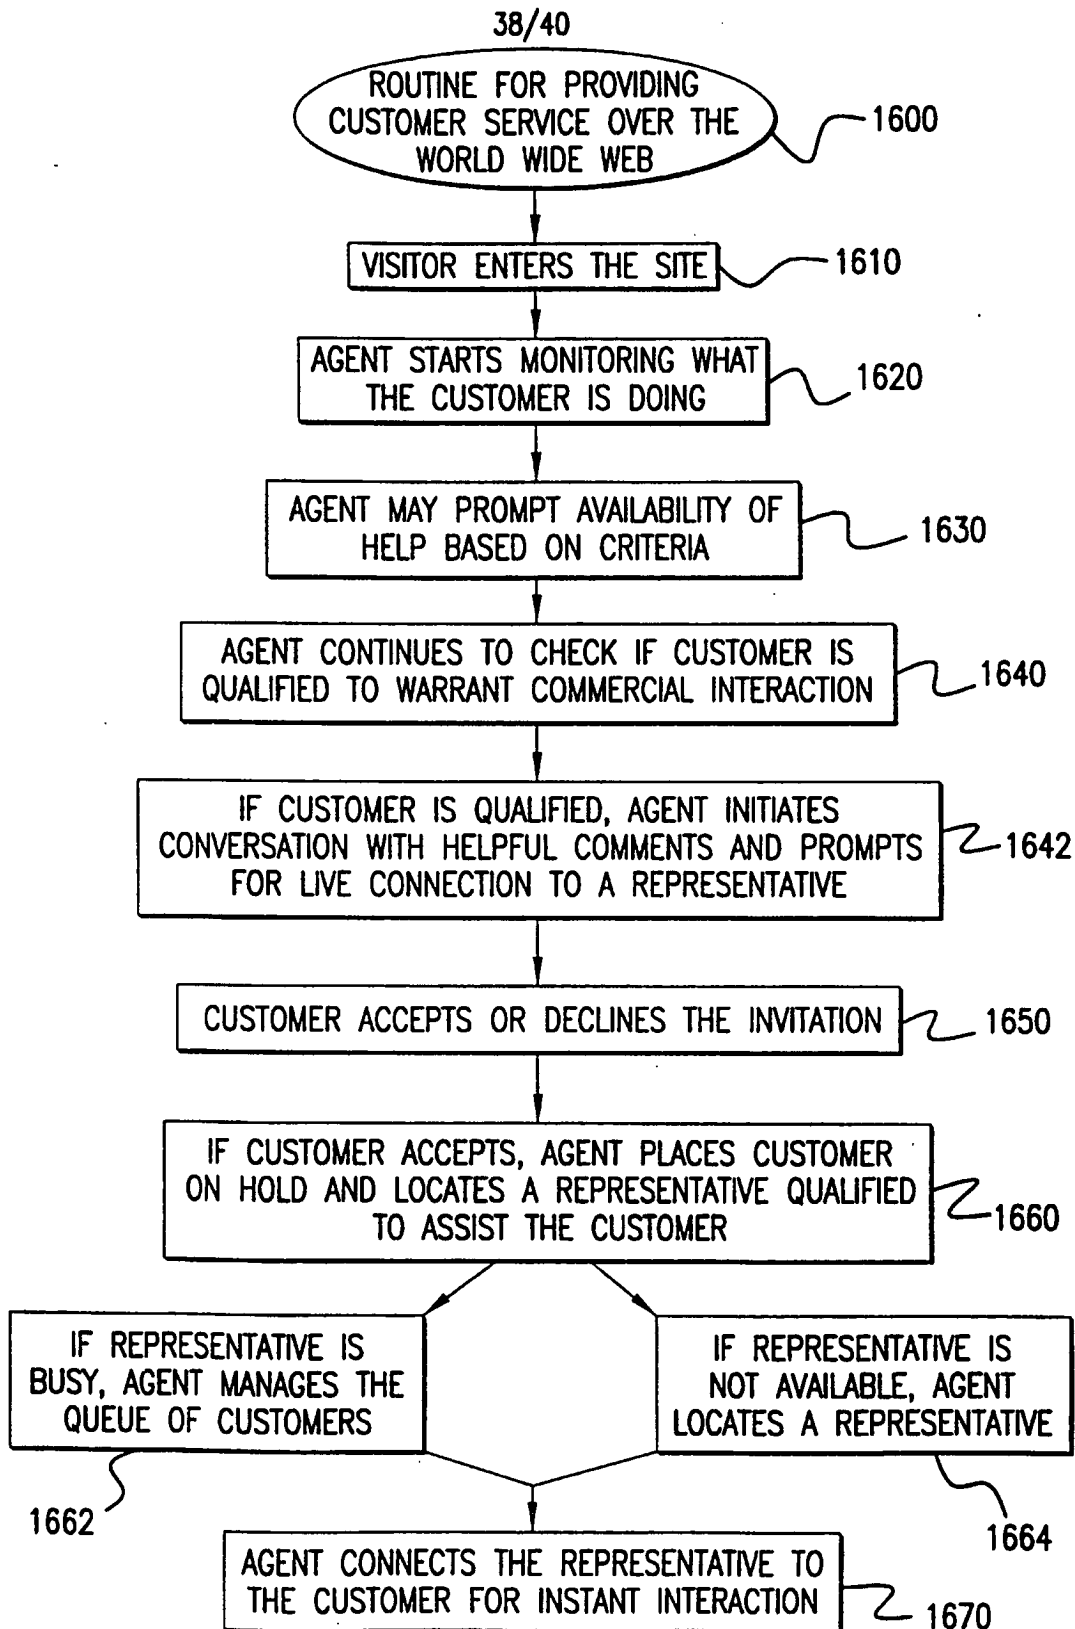 38/40
ROUTINE FOR PROVIDING
CUSTOMER SERVICE OVER THE
WORLD WIDE WEB
1600
VISITOR ENTERS THE SITE
1610
AGENT STARTS MONITORING WHAT
THE CUSTOMER IS DOING
1620
AGENT MAY PROMPT AVAILABILITY OF
HELP BASED ON CRITERIA
1630
AGENT CONTINUES TO CHECK IF CUSTOMER IS
QUALIFIED TO WARRANT COMMERCIAL INTERACTION
1640
IF CUSTOMER IS QUALIFIED, AGENT INITIATES
CONVERSATION WITH HELPFUL COMMENTS AND PROMPTS
FOR LIVE CONNECTION TO A REPRESENTATIVE
1642
CUSTOMER ACCEPTS OR DECLINES THE INVITATION
1650
IF CUSTOMER ACCEPTS, AGENT PLACES CUSTOMER
ON HOLD AND LOCATES A REPRESENTATIVE QUALIFIED
TO ASSIST THE CUSTOMER
1660
IF REPRESENTATIVE IS
BUSY, AGENT MANAGES THE
QUEUE OF CUSTOMERS
1662
IF REPRESENTATIVE IS
NOT AVAILABLE, AGENT
LOCATES A REPRESENTATIVE
1664
AGENT CONNECTS THE REPRESENTATIVE TO
THE CUSTOMER FOR INSTANT INTERACTION
1670